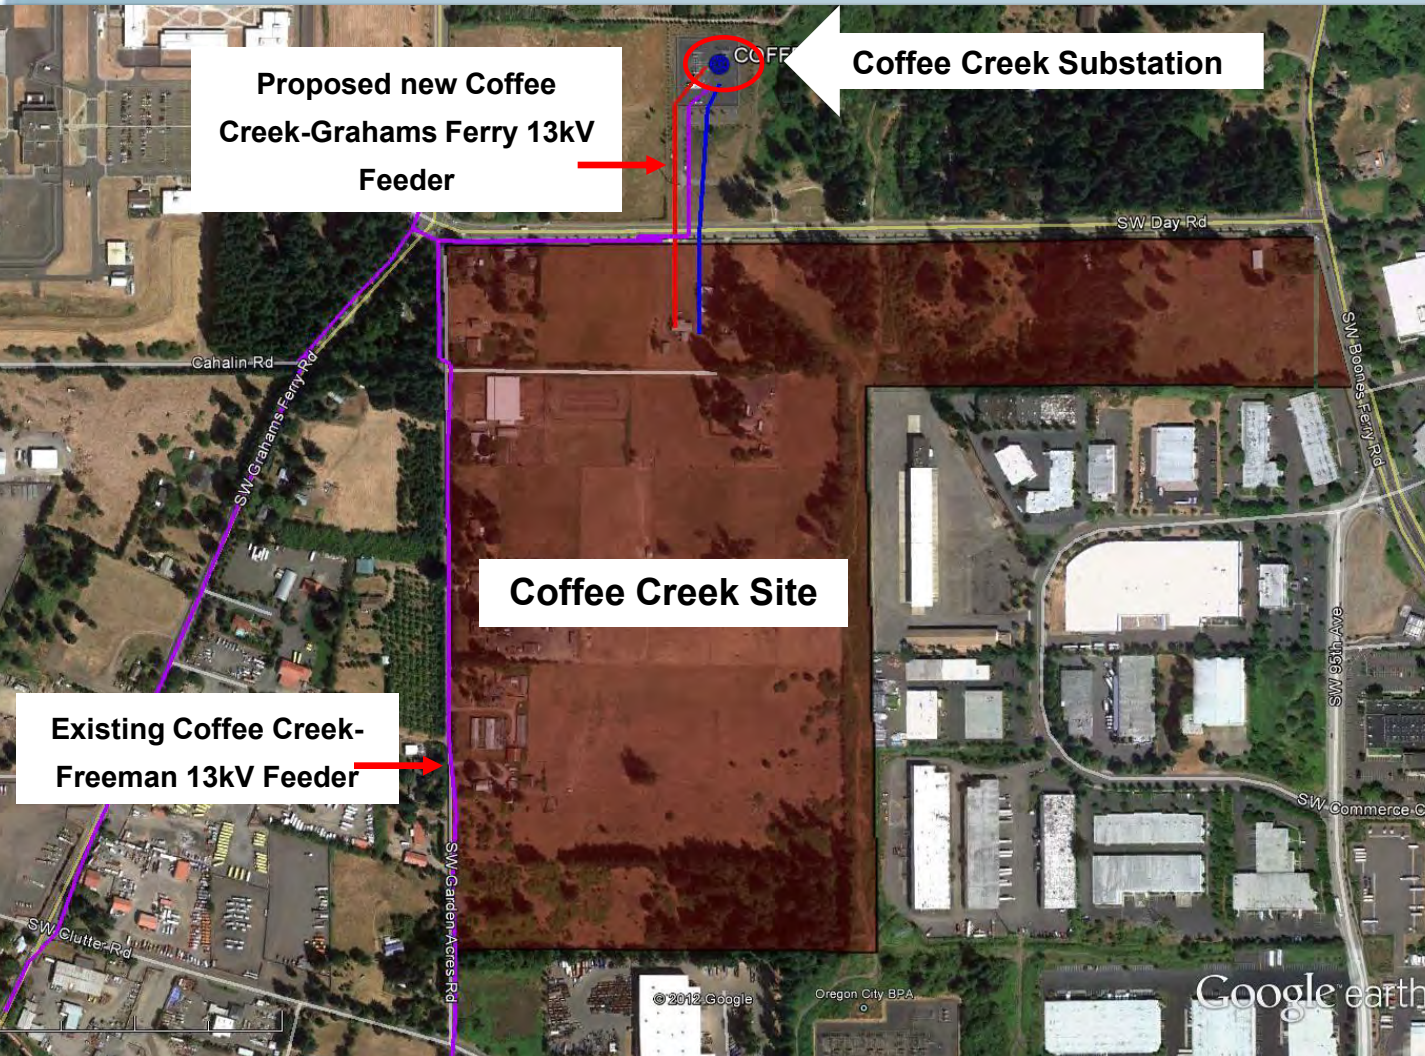 COFF
Coffee Creek Substation
Proposed new Coffee
Creek-Grahams Ferry 13kV
Feeder
SW Day Rd
SW Boones Ferry Rd
Cahalin Rd
SW Grahams Ferry Rd
Coffee Creek Site
SW 95th Ave
Existing Coffee Creek-
Freeman 13kV Feeder
SW Commerce C
SW Garden Acres Rd
SW Clutter Rd
© 2012 Google
Oregon City BPA
Google earth